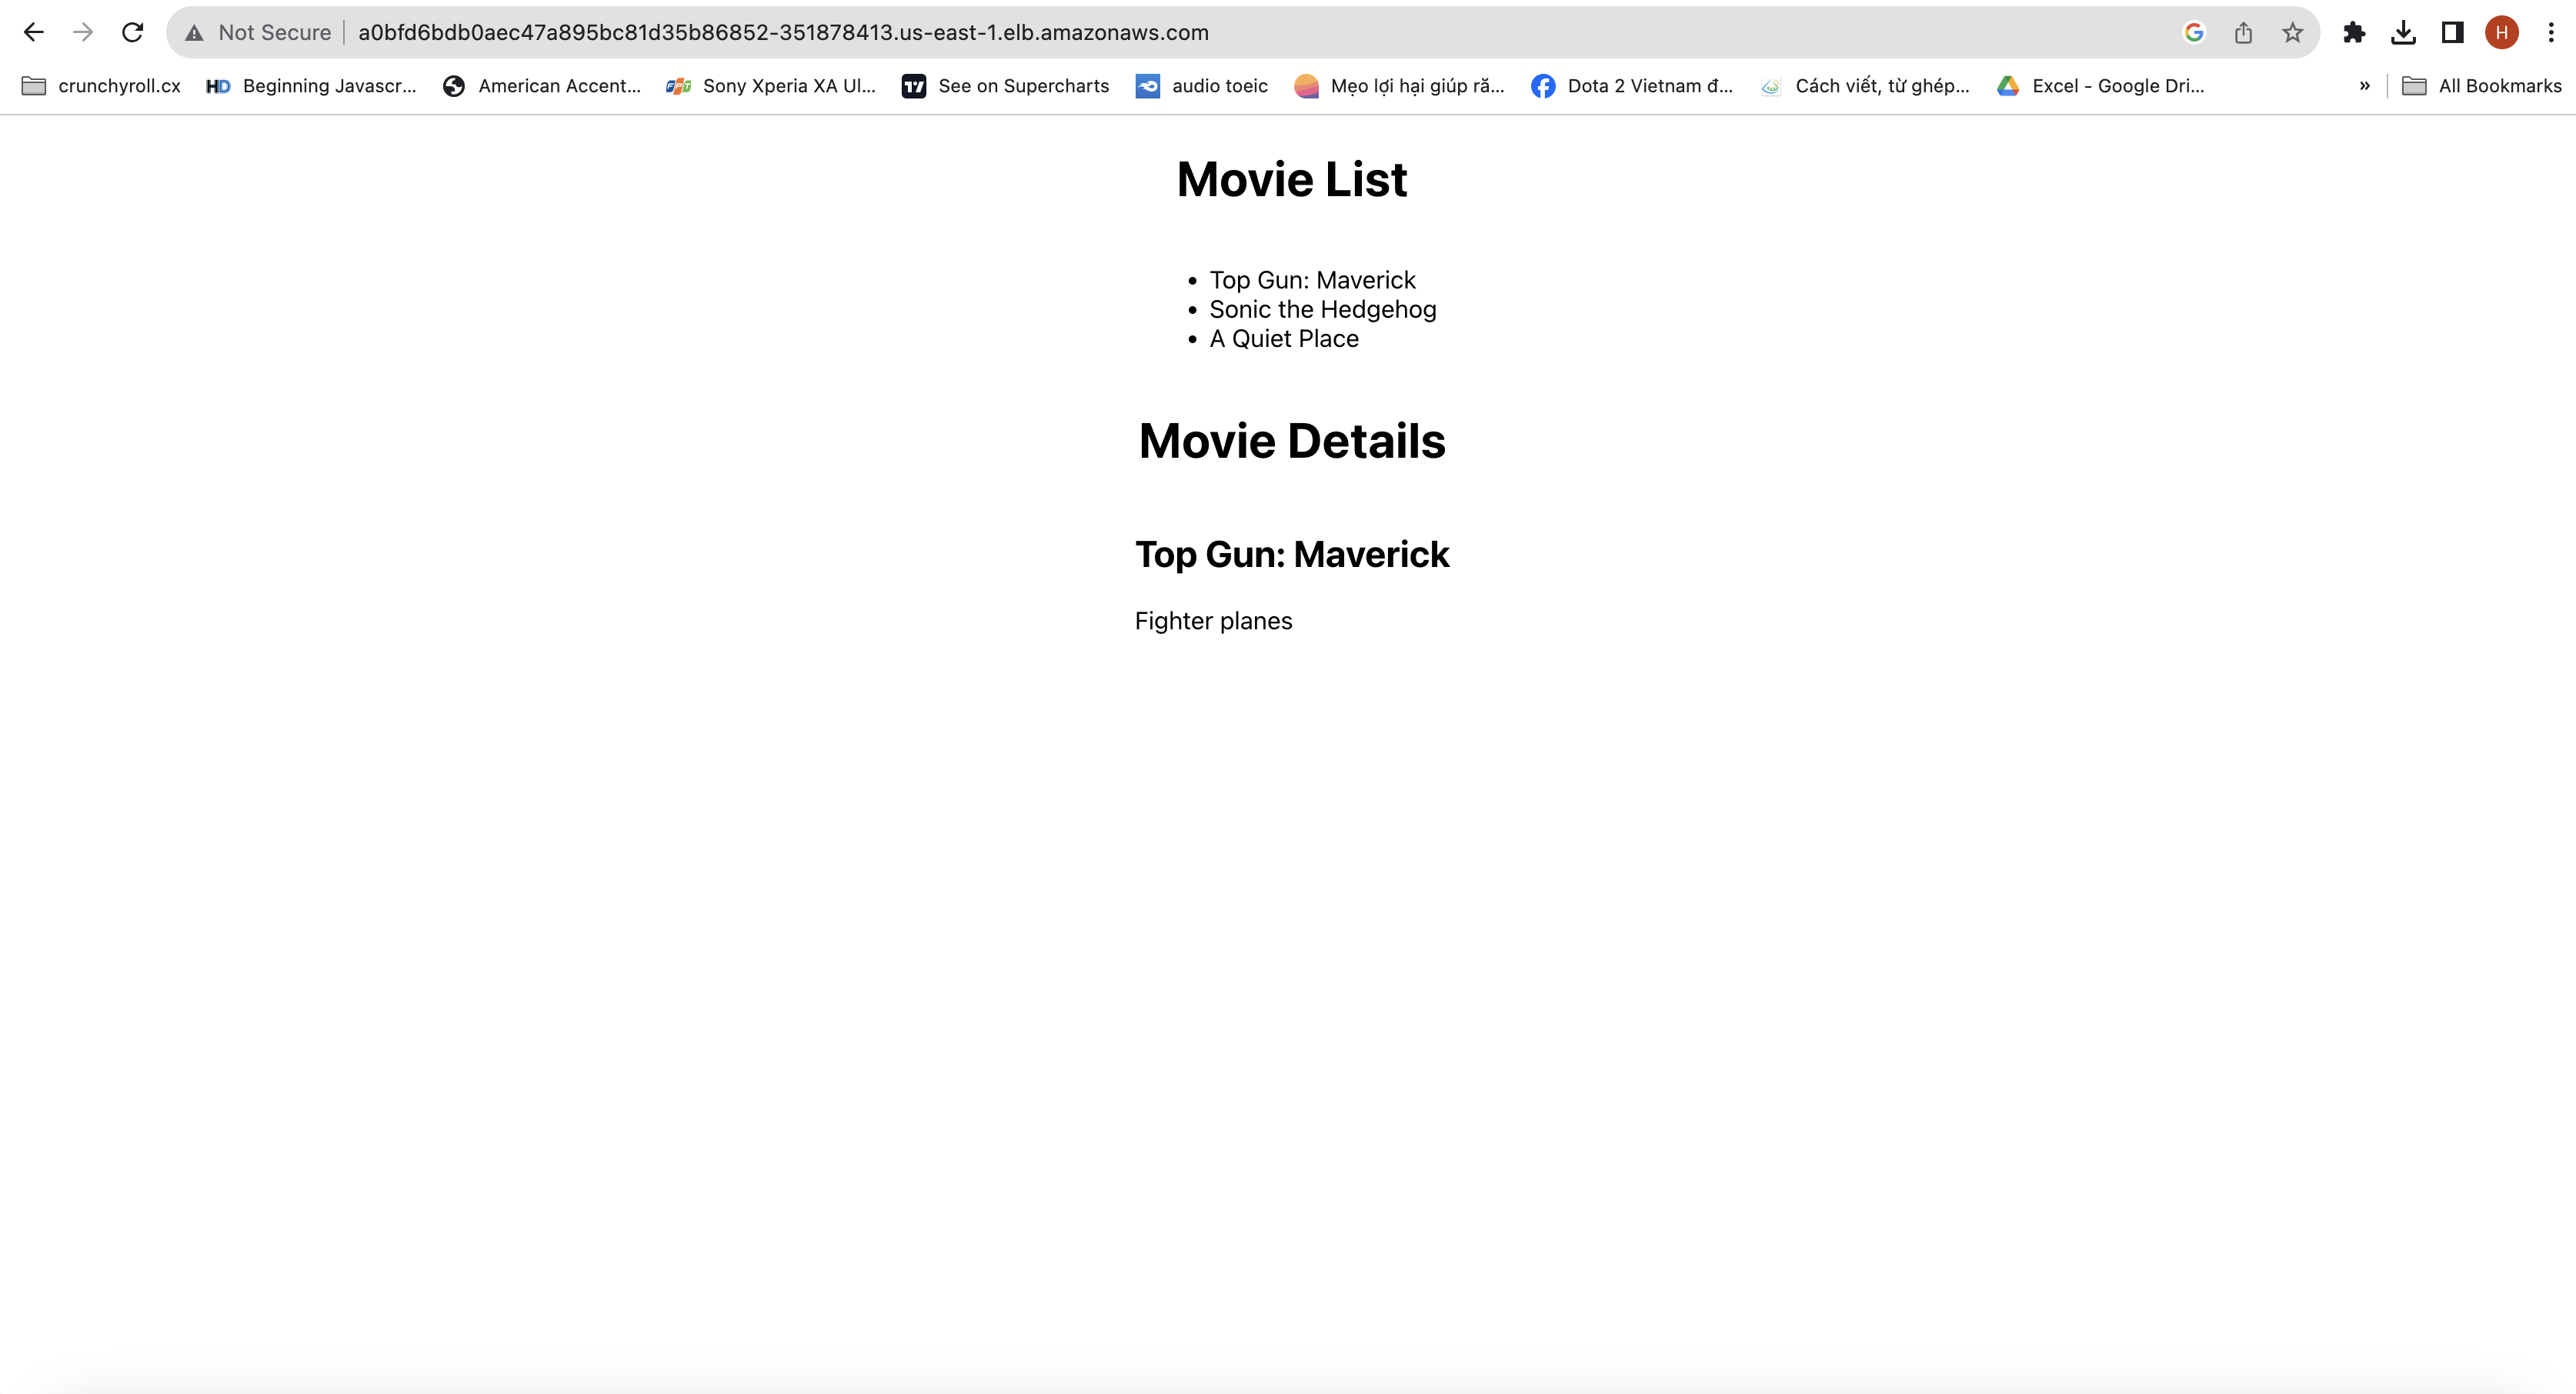 Not Secure a0bfd6bdb0aec47a895bc81d35b86852-351878413.us-east-1.elb.amazonaws.com H
crunchyroll.cx HD Beginning Javascr... American Accent... FPT Sony Xperia XA Ul... See on Supercharts audio toeic Mẹo lợi hại giúp ră... Dota 2 Vietnam đ... Cách viết, từ ghép... Excel - Google Dri... » All Bookmarks
Movie List
• Top Gun: Maverick
• Sonic the Hedgehog
• A Quiet Place
Movie Details
Top Gun: Maverick
Fighter planes